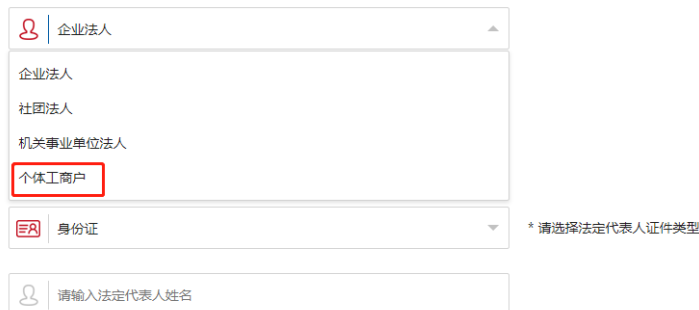 企业法人
企业法人
社团法人
机关事业单位法人
个体工商户
身份证
* 请选择法定代表人证件类型
请输入法定代表人姓名